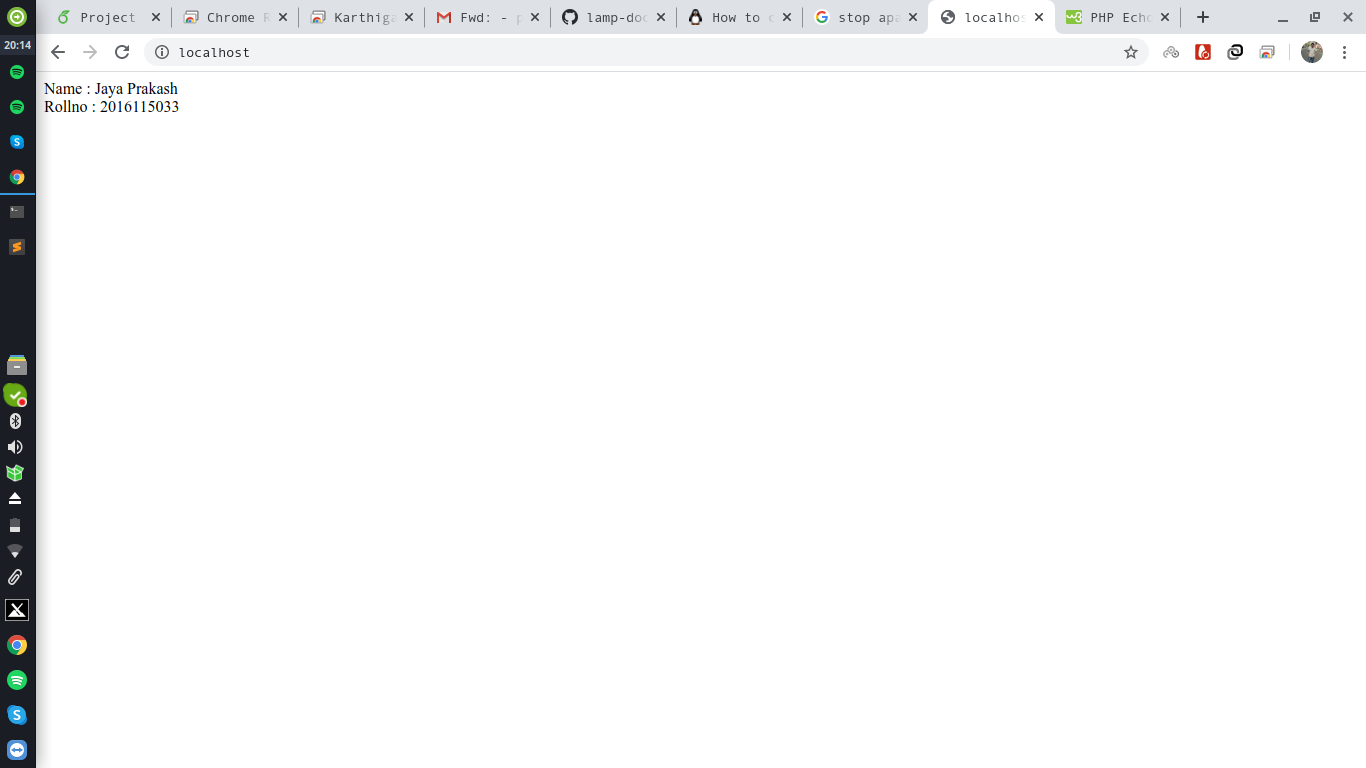 Project
Chrome R
Karthiga
Fwd: -
lamp-doc
How to
stop apa
localhos
PHP Echo
20:14
localhost
Name : Jaya Prakash
Rollno : 2016115033